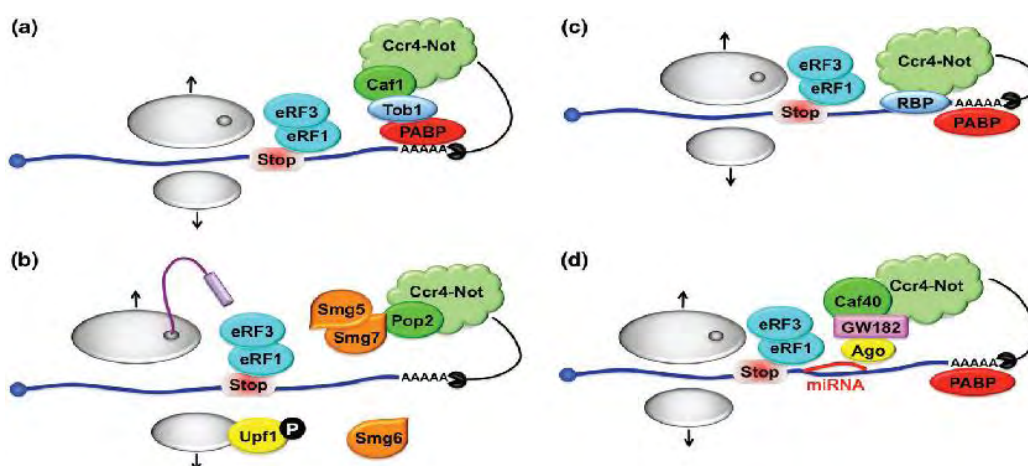 (a)
Ccr4-Not
Caf1
eRF3
Tob1
eRF1
PABP
Stop
AAAAA
(b)
Ccr4-Not
Smg5
Pop2
eRF3
Smg7
eRF1
Stop
AAAAA
Upf1
P
Smg6
(c)
Ccr4-Not
eRF3
eRF1
RBP
AAAAA
Stop
PABP
(d)
Ccr4-Not
Caf40
eRF3
GW182
eRF1
Ago
AAAAA
Stop
miRNA
PABP